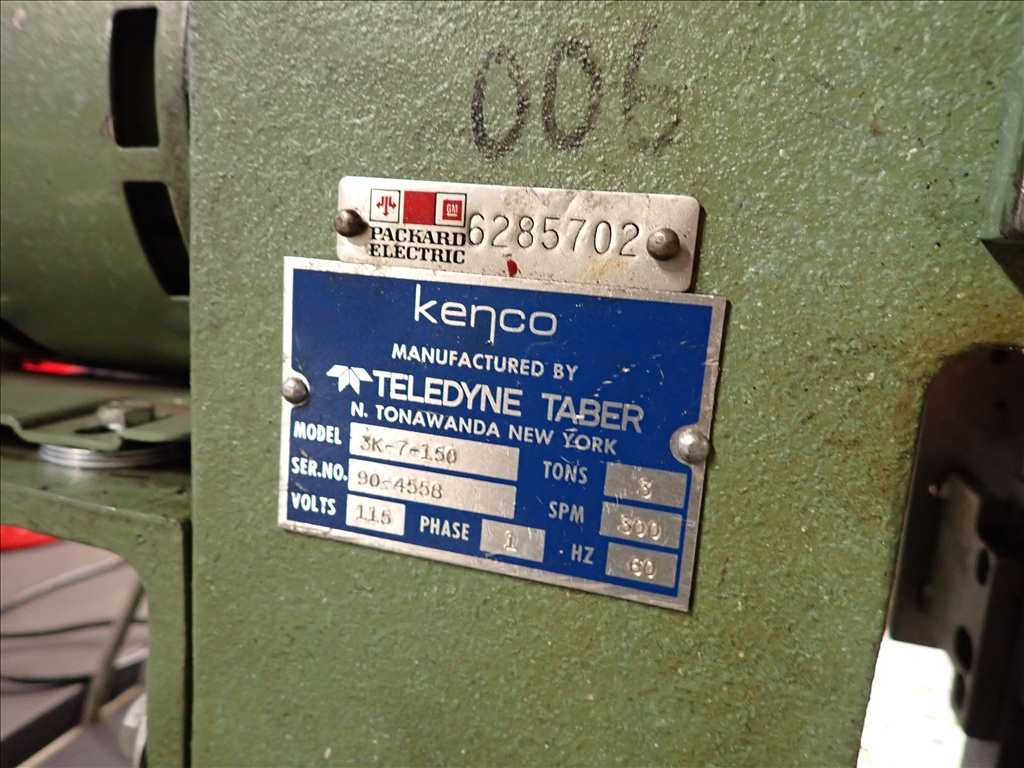 006
GM
PACKARD
ELECTRIC
6285702
kenco
MANUFACTURED BY
TELEDYNE TABER
N. TONAWANDA NEW YORK
MODEL 3K-7-150
TONS 3
SER.NO. 90-4558
SPM 300
VOLTS 115 PHASE 1 HZ 60